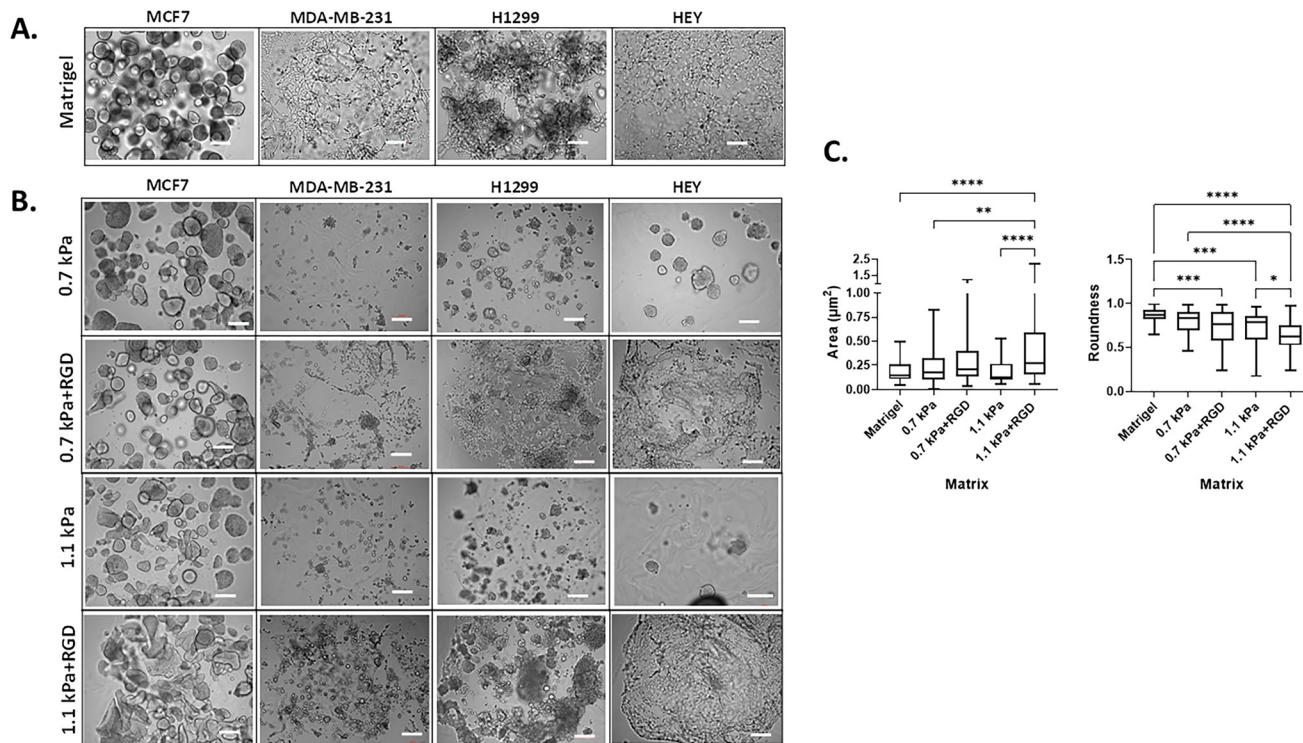 A.
MCF7 MDA-MB-231 H1299 HEY
Matrigel
B.
MCF7 MDA-MB-231 H1299 HEY
0.7 kPa
0.7 kPa+RGD
1.1 kPa
1.1 kPa+RGD
C.
****
**
****
2.5
2.0
1.5
1.00
0.75
0.50
0.25
0.00
Area (μm²)
Matrigel
0.7 kPa
0.7 kPa+RGD
1.1 kPa
1.1 kPa+RGD
Matrix
****
****
***
***
*
1.5
1.0
0.5
0.0
Roundness
Matrigel
0.7 kPa
0.7 kPa+RGD
1.1 kPa
1.1 kPa+RGD
Matrix